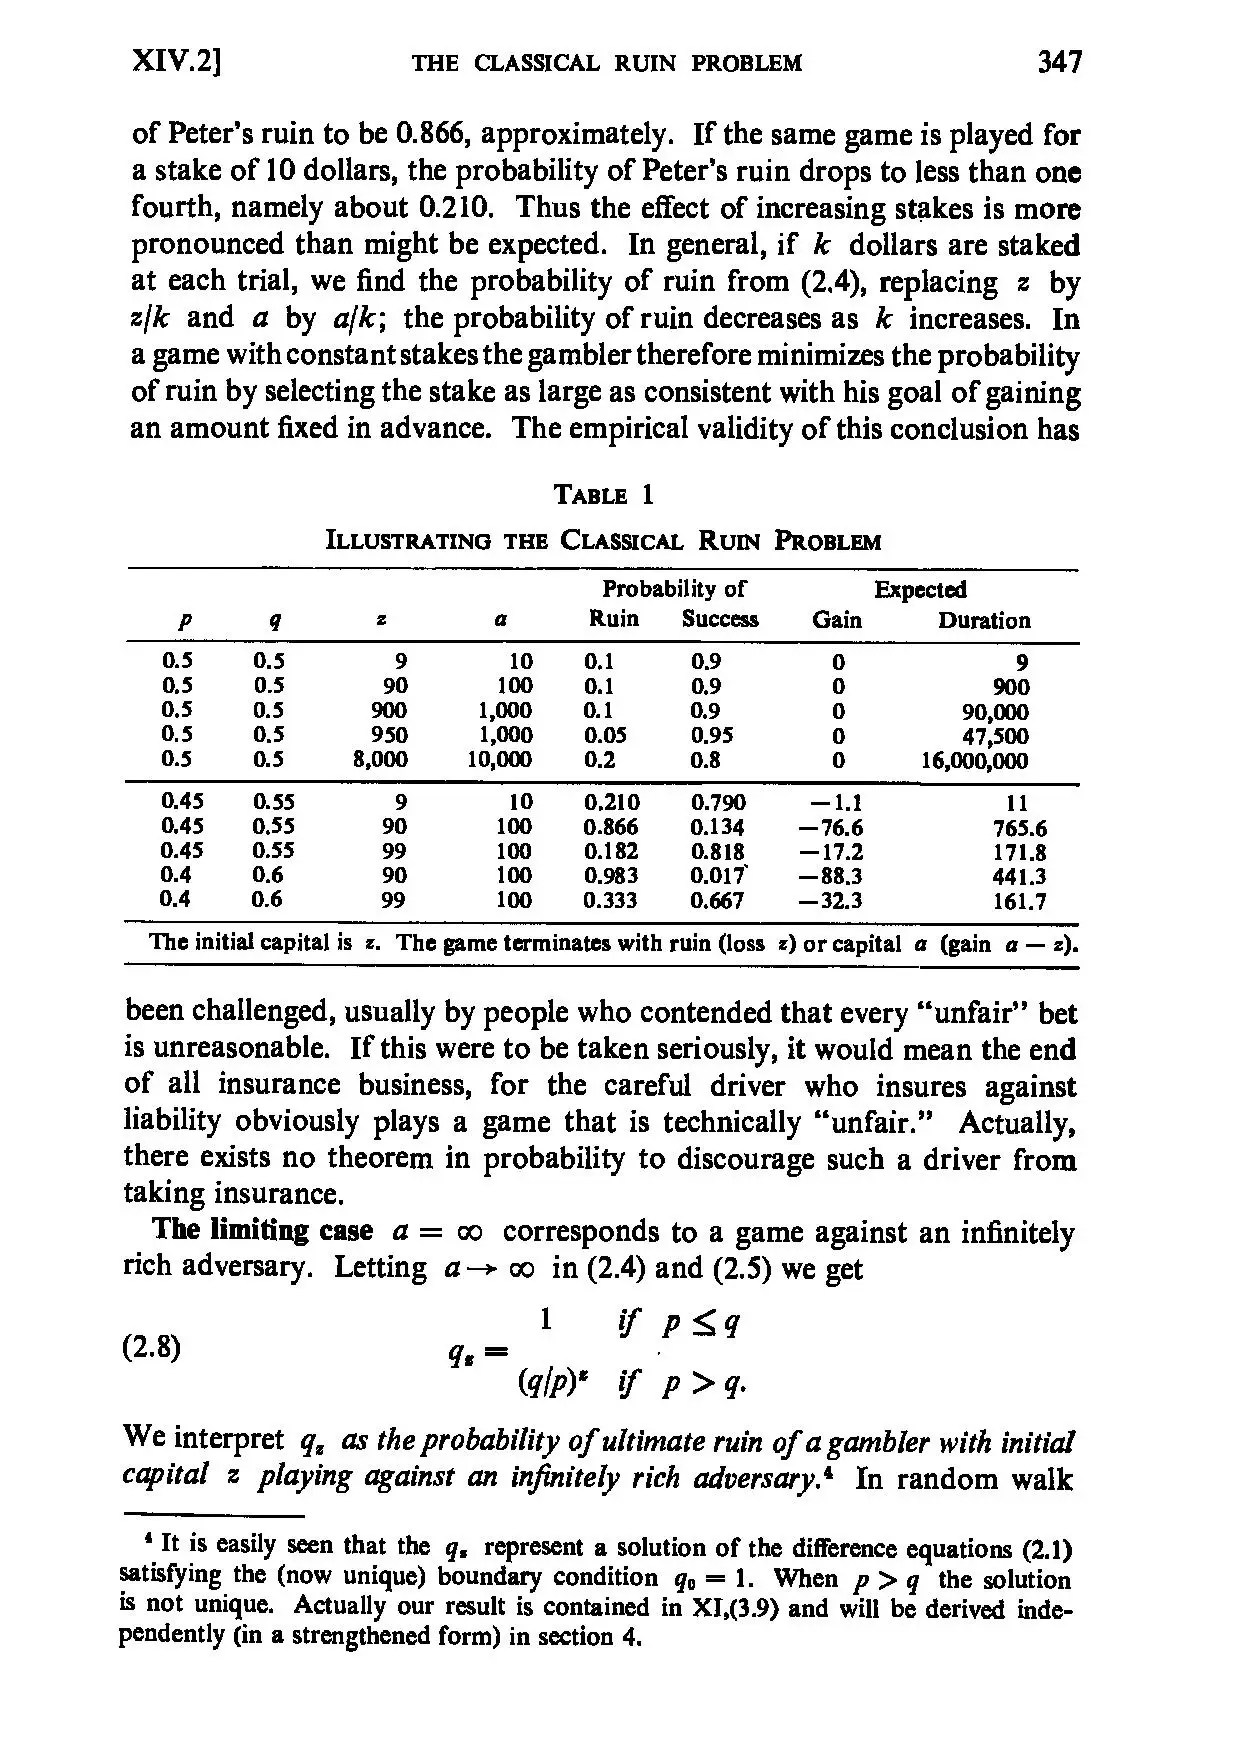 XIV.2] THE CLASSICAL RUIN PROBLEM 347
of Peter's ruin to be 0.866, approximately. If the same game is played for
a stake of 10 dollars, the probability of Peter's ruin drops to less than one
fourth, namely about 0.210. Thus the effect of increasing stakes is more
pronounced than might be expected. In general, if k dollars are staked
at each trial, we find the probability of ruin from (2.4), replacing z by
z/k and a by a/k; the probability of ruin decreases as k increases. In
a game with constant stakes the gambler therefore minimizes the probability
of ruin by selecting the stake as large as consistent with his goal of gaining
an amount fixed in advance. The empirical validity of this conclusion has
TABLE 1
ILLUSTRATING THE CLASSICAL RUIN PROBLEM
Probability of Expected
p q z a Ruin Success Gain Duration
0.5 0.5 9 10 0.1 0.9 0 9
0.5 0.5 90 100 0.1 0.9 0 900
0.5 0.5 900 1,000 0.1 0.9 0 90,000
0.5 0.5 950 1,000 0.05 0.95 0 47,500
0.5 0.5 8,000 10,000 0.2 0.8 0 16,000,000
0.45 0.55 9 10 0.210 0.790 −1.1 11
0.45 0.55 90 100 0.866 0.134 −76.6 765.6
0.45 0.55 99 100 0.182 0.818 −17.2 171.8
0.4 0.6 90 100 0.983 0.017 −88.3 441.3
0.4 0.6 99 100 0.333 0.667 −32.3 161.7
The initial capital is z. The game terminates with ruin (loss z) or capital a (gain a − z).
been challenged, usually by people who contended that every “unfair” bet
is unreasonable. If this were to be taken seriously, it would mean the end
of all insurance business, for the careful driver who insures against
liability obviously plays a game that is technically “unfair.” Actually,
there exists no theorem in probability to discourage such a driver from
taking insurance.
The limiting case a = ∞ corresponds to a game against an infinitely
rich adversary. Letting a → ∞ in (2.4) and (2.5) we get
1 if p ≤ q
(2.8) q_z =
(q/p)^z if p > q.
We interpret q_z as the probability of ultimate ruin of a gambler with initial
capital z playing against an infinitely rich adversary.⁴ In random walk
⁴ It is easily seen that the q_z represent a solution of the difference equations (2.1)
satisfying the (now unique) boundary condition q₀ = 1. When p > q the solution
is not unique. Actually our result is contained in XI,(3.9) and will be derived inde-
pendently (in a strengthened form) in section 4.